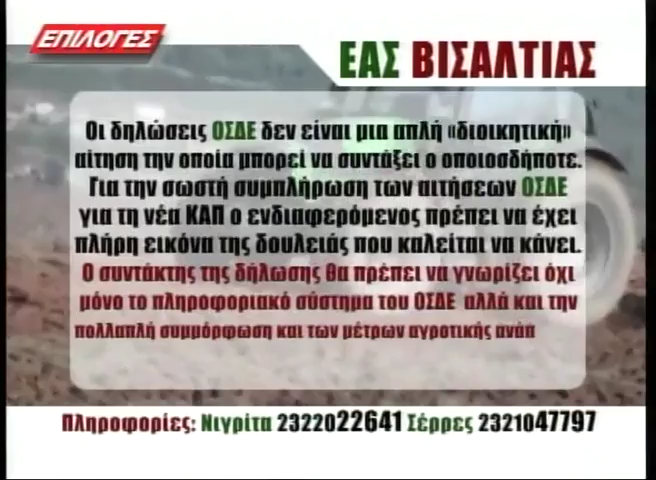 ΕΠΙΛΟΓΕΣ
ΕΑΣ ΒΙΣΑΛΤΙΑΣ
Οι δηλώσεις ΟΣΔΕ δεν είναι μια απλή «διοικητική»
αίτηση την οποία μπορεί να συντάξει ο οποιοσδήποτε.
Για την σωστή συμπλήρωση των αιτήσεων ΟΣΔΕ
για τη νέα ΚΑΠ ο ενδιαφερόμενος πρέπει να έχει
πλήρη εικόνα της δουλειάς που καλείται να κάνει.
Ο συντάκτης της δήλωσης θα πρέπει να γνωρίζει όχι
μόνο το πληροφοριακό σύστημα του ΟΣΔΕ αλλά και την
πολλαπλή συμμόρφωση και των μέτρων αγροτικής ανάπ
Πληροφορίες: Νιγρίτα 2322022641 Σέρρες 2321047797